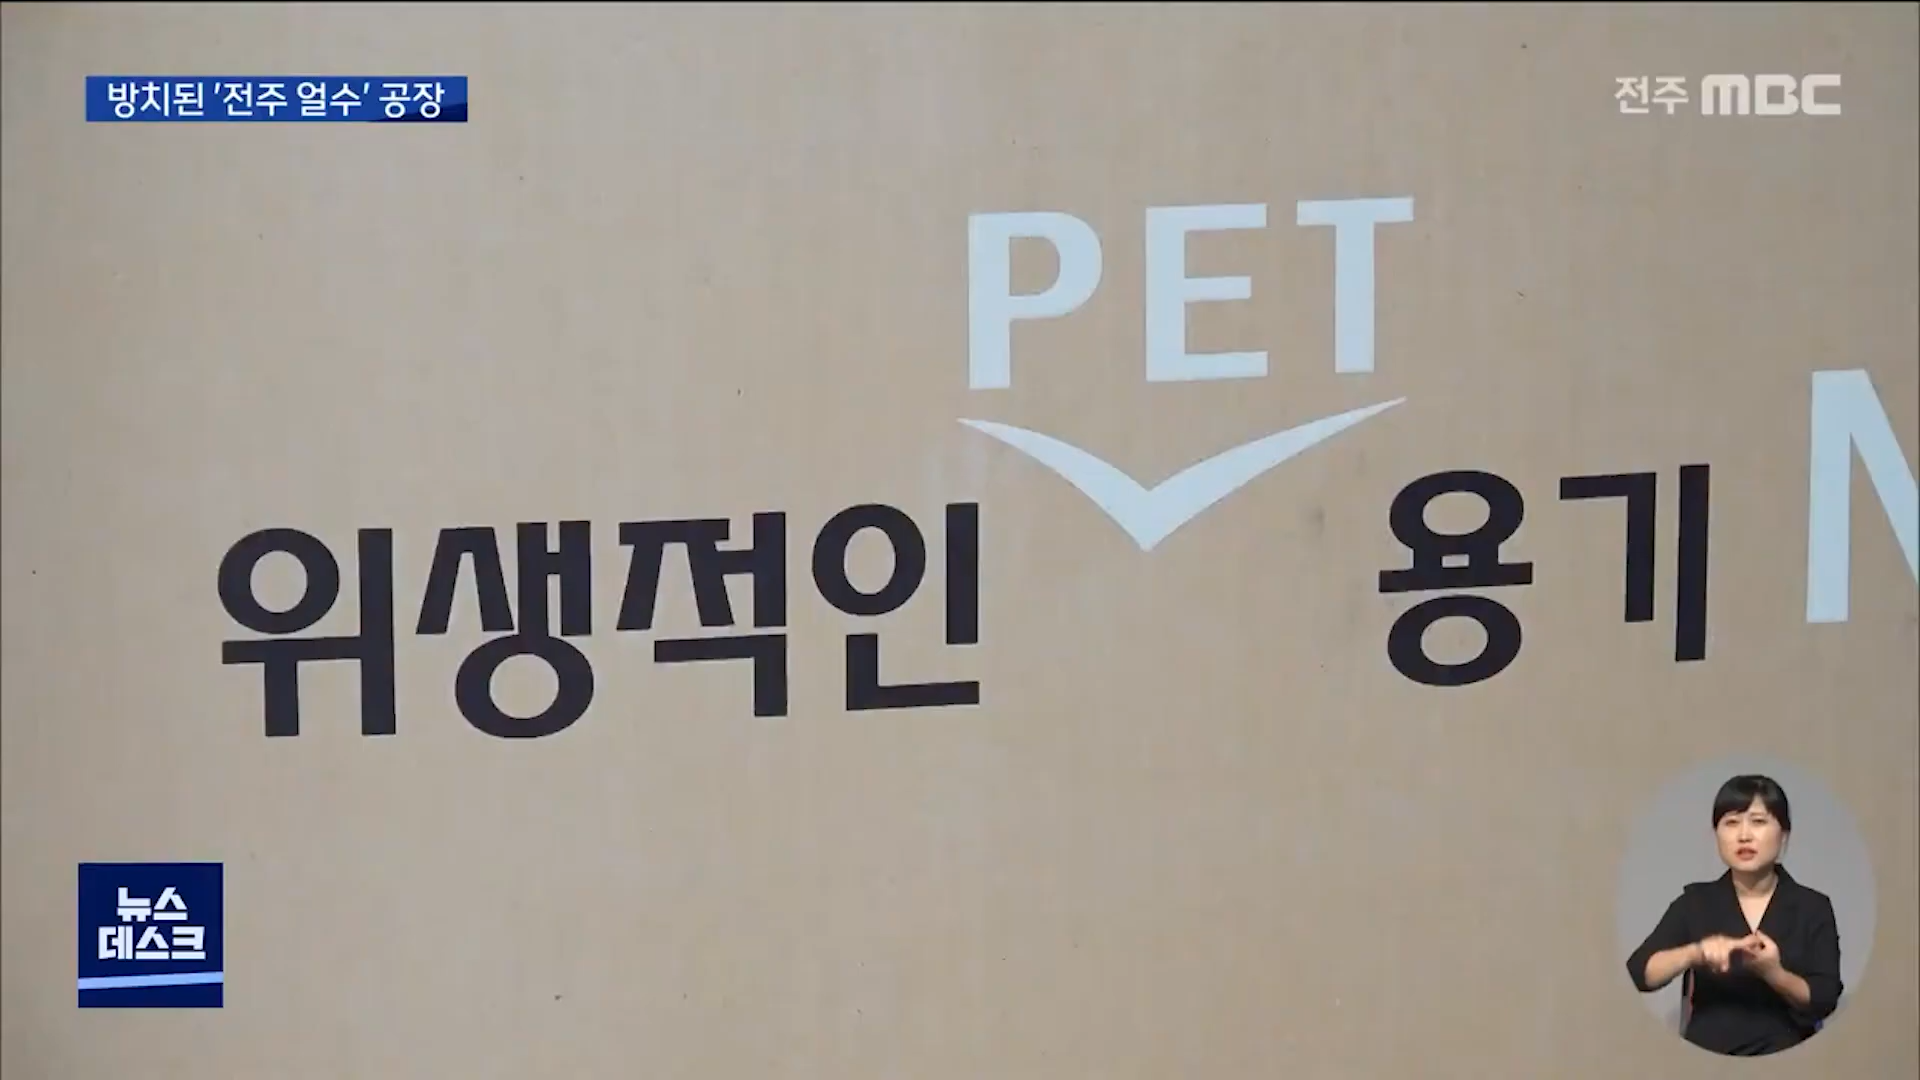 방치된 '전주 얼수' 공장
전주 MBC
PET
위생적인 용기
뉴스
데스크